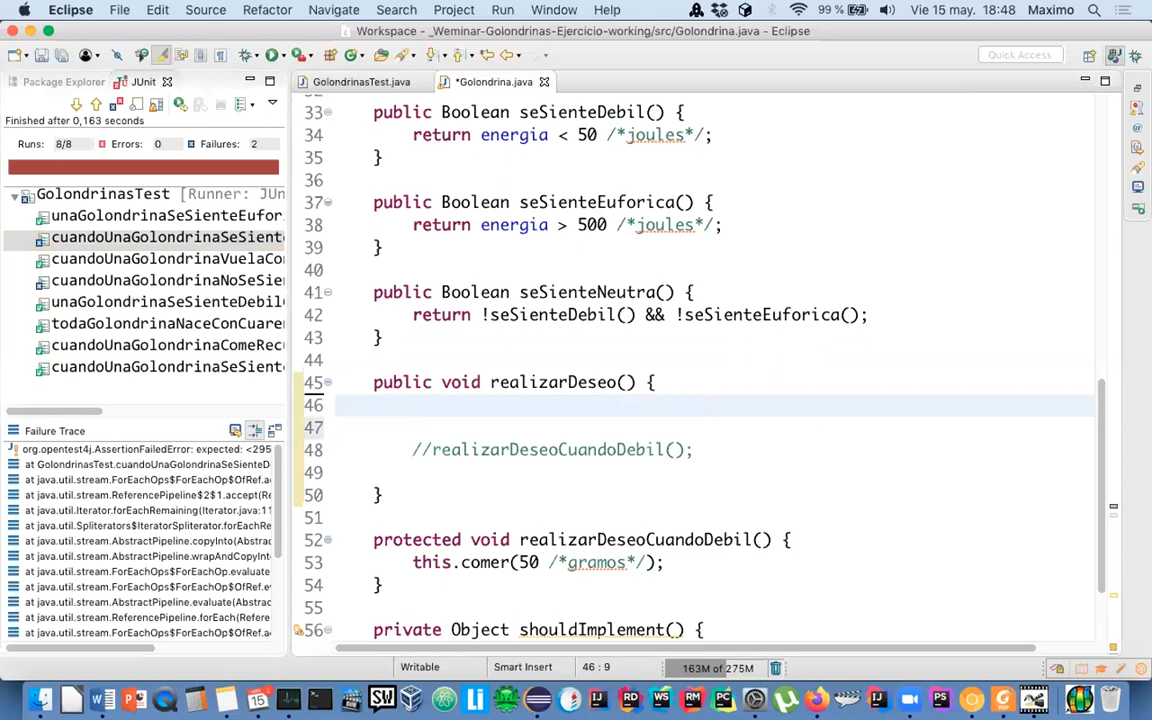 Eclipse File Edit Source Refactor Navigate Search Project Run Window Help 99 % Vie 15 may. 18:48 Maximo
Workspace - _Weminar-Golondrinas-Ejercicio-working/src/Golondrina.java - Eclipse
Quick Access
Package Explorer JUnit
GolondrinasTest.java *Golondrina.java
Finished after 0,163 seconds
Runs: 8/8 Errors: 0 Failures: 2
GolondrinasTest [Runner: JUn
unaGolondrinaSeSienteEufor
cuandoUnaGolondrinaSeSient
cuandoUnaGolondrinaVuelaCo
cuandoUnaGolondrinaNoSeSie
unaGolondrinaSeSienteDebil
todaGolondrinaNaceConCuare
cuandoUnaGolondrinaComeRec
cuandoUnaGolondrinaSeSient
Failure Trace
org.opentest4j.AssertionFailedError: expected: <295
at GolondrinasTest.cuandoUnaGolondrinaSeSienteD
at java.util.stream.ForEachOps$ForEachOp$OfRef.a
at java.util.stream.ReferencePipeline$2$1.accept(R
at java.util.Iterator.forEachRemaining(Iterator.java:11
at java.util.Spliterators$IteratorSpliterator.forEachR
at java.util.stream.AbstractPipeline.copyInto(Abstrac
at java.util.stream.AbstractPipeline.wrapAndCopyInt
at java.util.stream.ForEachOps$ForEachOp.evaluate
at java.util.stream.ForEachOps$ForEachOp$OfRef.ev
at java.util.stream.AbstractPipeline.evaluate(Abstrac
at java.util.stream.ReferencePipeline.forEach(Refere
at java.util.stream.ForEachOps$ForEachOp$OfRef.a
33 public Boolean seSienteDebil() {
34 return energia < 50 /*joules*/;
35 }
36
37 public Boolean seSienteEuforica() {
38 return energia > 500 /*joules*/;
39 }
40
41 public Boolean seSienteNeutra() {
42 return !seSienteDebil() && !seSienteEuforica();
43 }
44
45 public void realizarDeseo() {
46
47
48 //realizarDeseoCuandoDebil();
49
50 }
51
52 protected void realizarDeseoCuandoDebil() {
53 this.comer(50 /*gramos*/);
54 }
55
56 private Object shouldImplement() {
Writable Smart Insert 46 : 9 163M of 275M